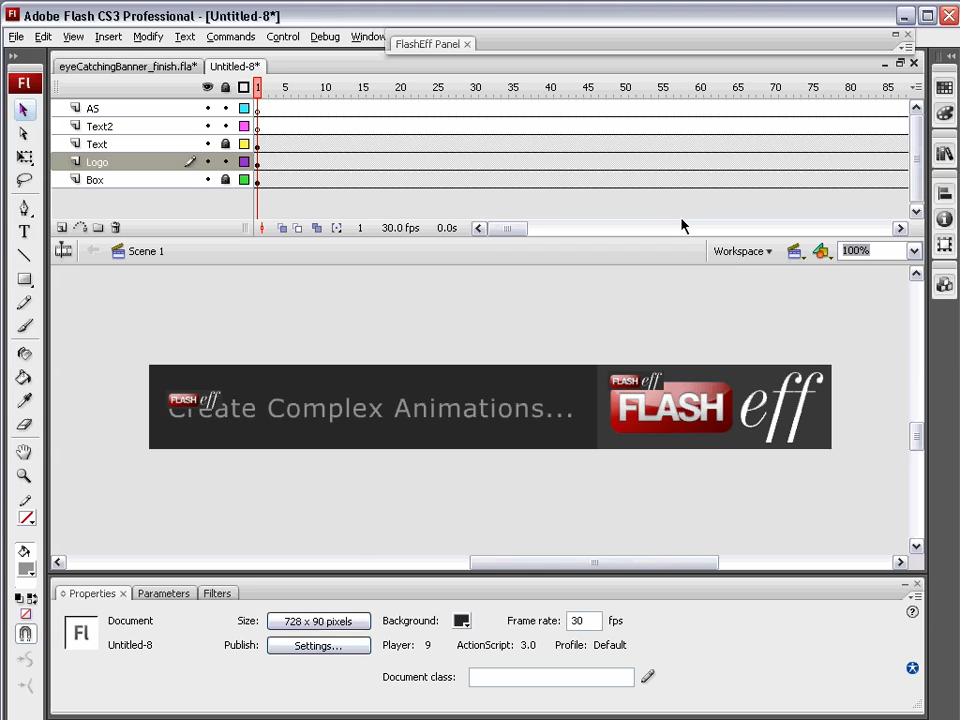 Adobe Flash CS3 Professional - [Untitled-8*]
File Edit View Insert Modify Text Commands Control Debug Window
FlashEff Panel
eyeCatchingBanner_finish.fla* Untitled-8*
1 5 10 15 20 25 30 35 40 45 50 55 60 65 70 75 80 85
Fl
AS
Text2
Text
Logo
Box
1 30.0 fps 0.0s
Scene 1 Workspace 100%
FLASH eff
Create Complex Animations...
FLASH eff
FLASH eff
Properties Parameters Filters
Fl Document Size: 728 x 90 pixels Background: Frame rate: 30 fps
Untitled-8 Publish: Settings... Player: 9 ActionScript: 3.0 Profile: Default
Document class: